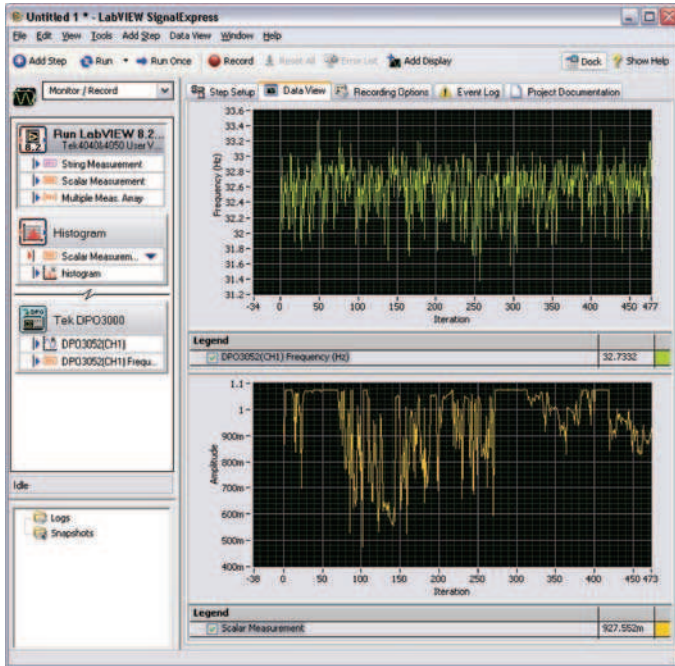 Untitled 1 * - LabVIEW SignalExpress
File Edit View Tools Add Step Data View Window Help
Add Step Run Run Once Record Reset All Error List Add Display Dock Show Help
Monitor / Record
Step Setup Data View Recording Options Event Log Project Documentation
8.2
Run LabVIEW 8.2...
Tek4040&4050 User V...
String Measurement
Scalar Measurement
Multiple Meas. Array
Histogram
Scalar Measurem...
histogram
Tek DPO3000
DPO3052(CH1)
DPO3052(CH1) Frequ...
Idle
Logs
Snapshots
Frequency (Hz)
33.6
33.4
33.2
33
32.8
32.6
32.4
32.2
32
31.8
31.6
31.4
31.2
-34 0 50 100 150 200 250 300 350 400 450 477
Iteration
Legend
DPO3052(CH1) Frequency (Hz) 32.7332
Amplitude
1.1
1
900m
800m
700m
600m
500m
400m
-38 0 50 100 150 200 250 300 350 400 450 473
Iteration
Legend
Scalar Measurement 927.552m